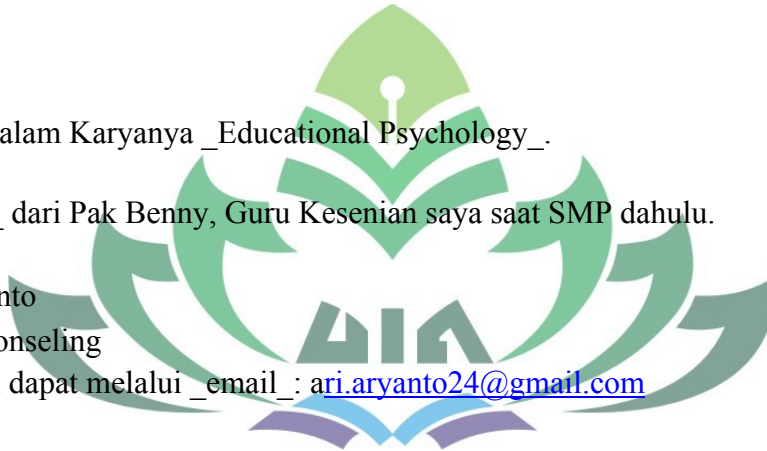 alam Karyanya _Educational Psychology_.
_ dari Pak Benny, Guru Kesenian saya saat SMP dahulu.
nto
onseling
dapat melalui _email_: ari.aryanto24@gmail.com
UIA